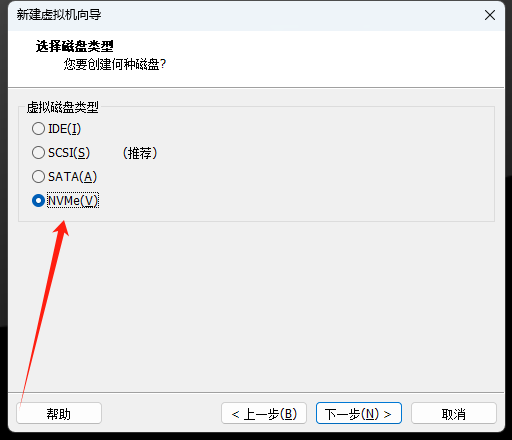 新建虚拟机向导
选择磁盘类型
您要创建何种磁盘?
虚拟磁盘类型
IDE(I)
SCSI(S) (推荐)
SATA(A)
NVMe(V)
帮助 < 上一步(B) 下一步(N) > 取消